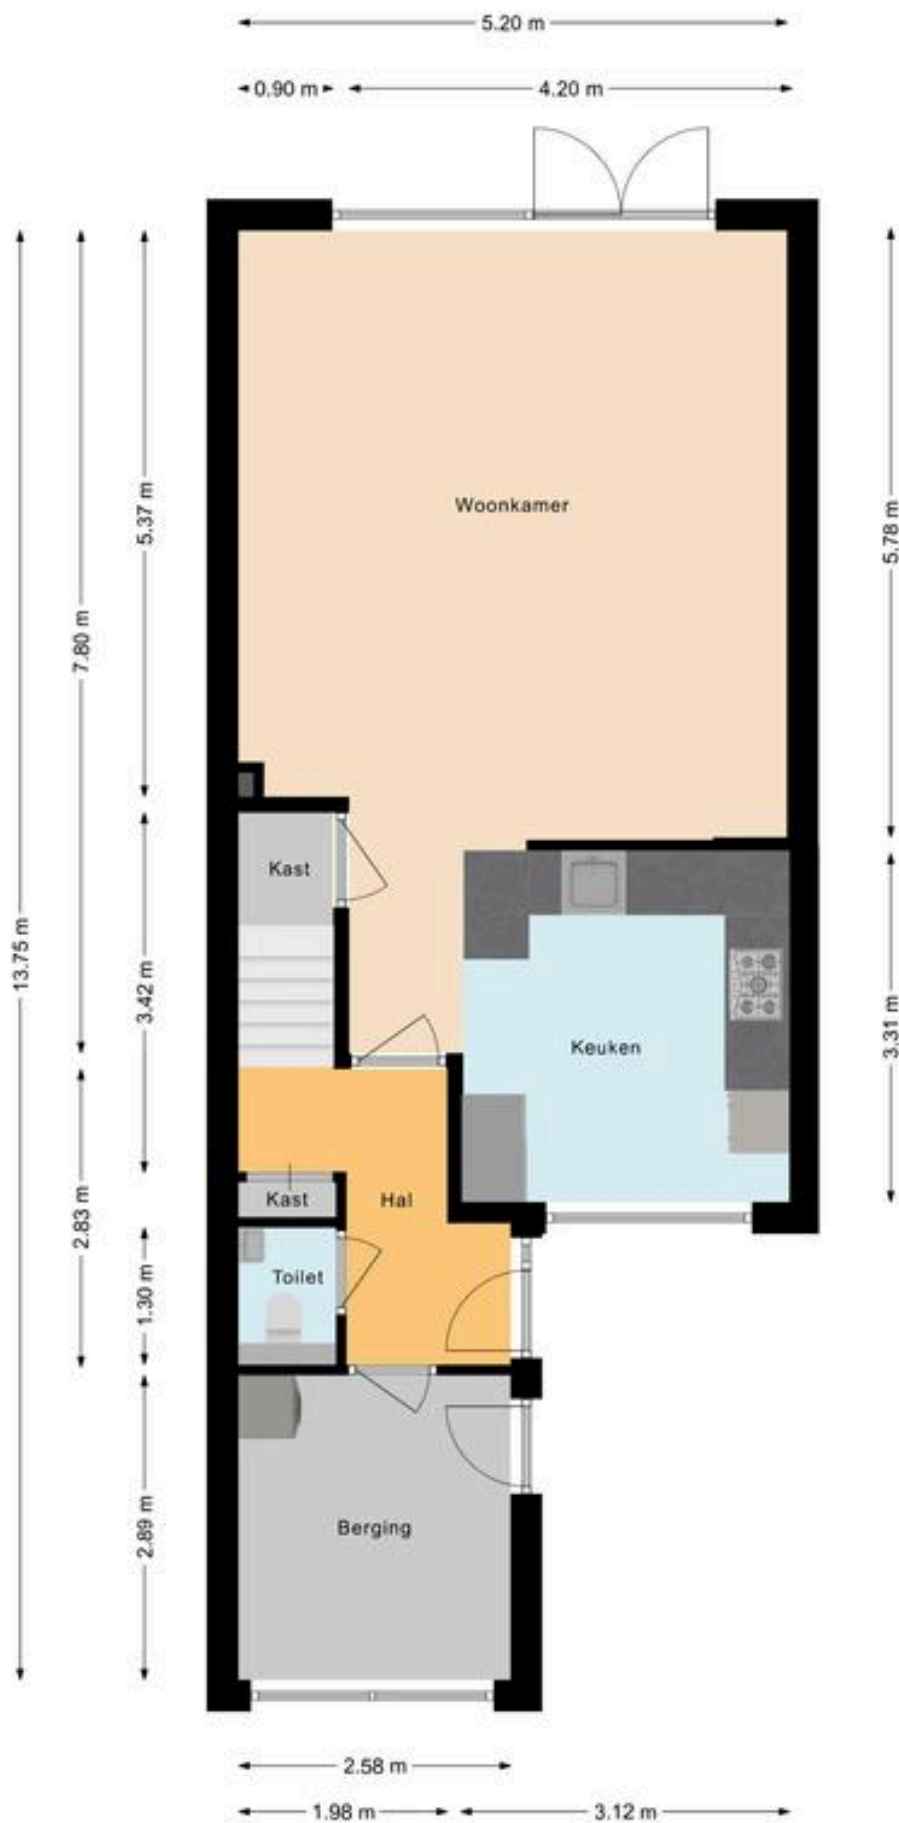 5.20 m
0.90 m
4.20 m
13.75 m
7.80 m
5.37 m
5.78 m
Woonkamer
Kast
3.42 m
3.31 m
Keuken
Kast
Hal
2.83 m
1.30 m
Toilet
2.89 m
Berging
2.58 m
1.98 m
3.12 m